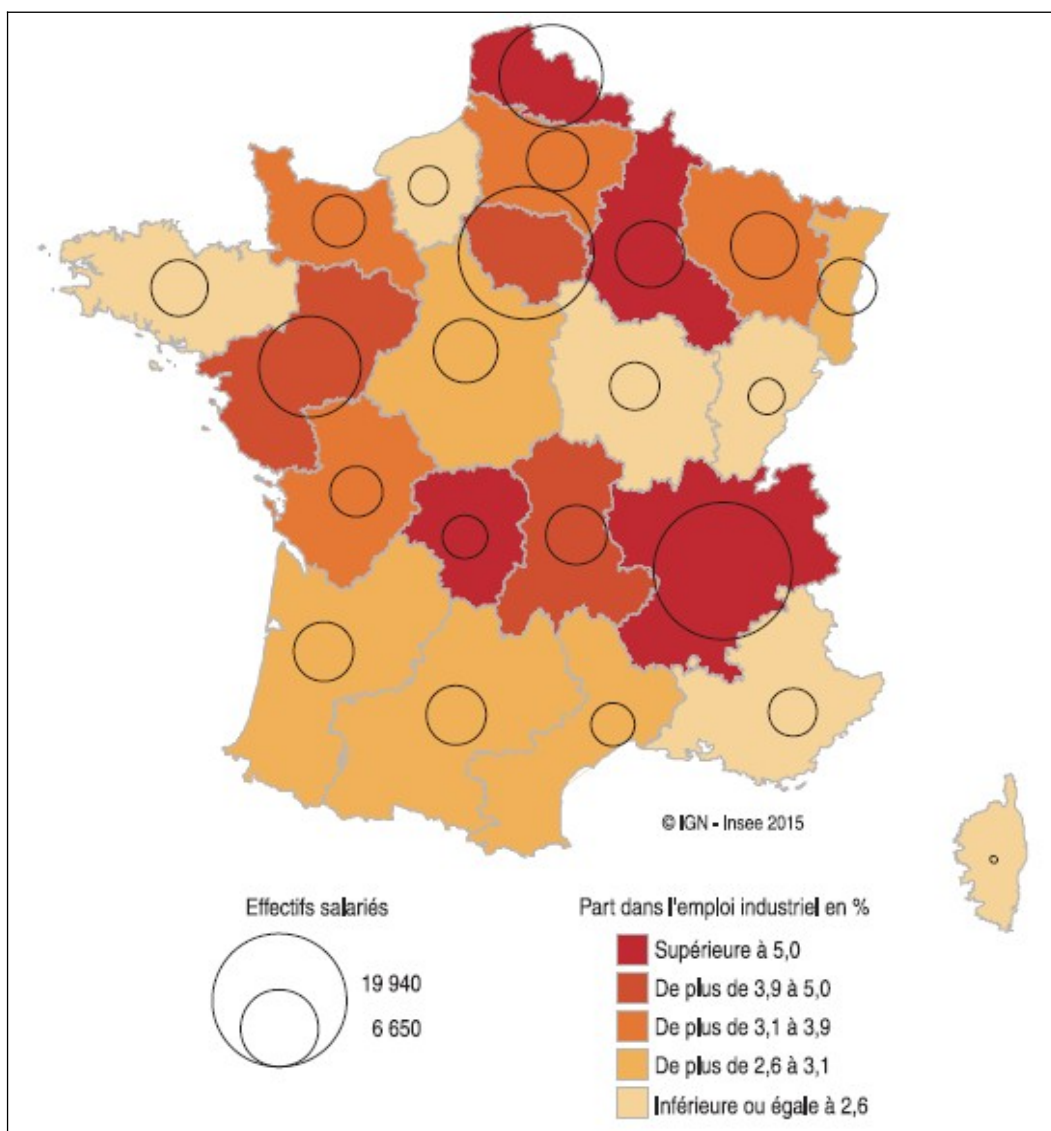 © IGN - Insee 2015
Effectifs salariés
19 940
6 650
Part dans l'emploi industriel en %
Supérieure à 5,0
De plus de 3,9 à 5,0
De plus de 3,1 à 3,9
De plus de 2,6 à 3,1
Inférieure ou égale à 2,6